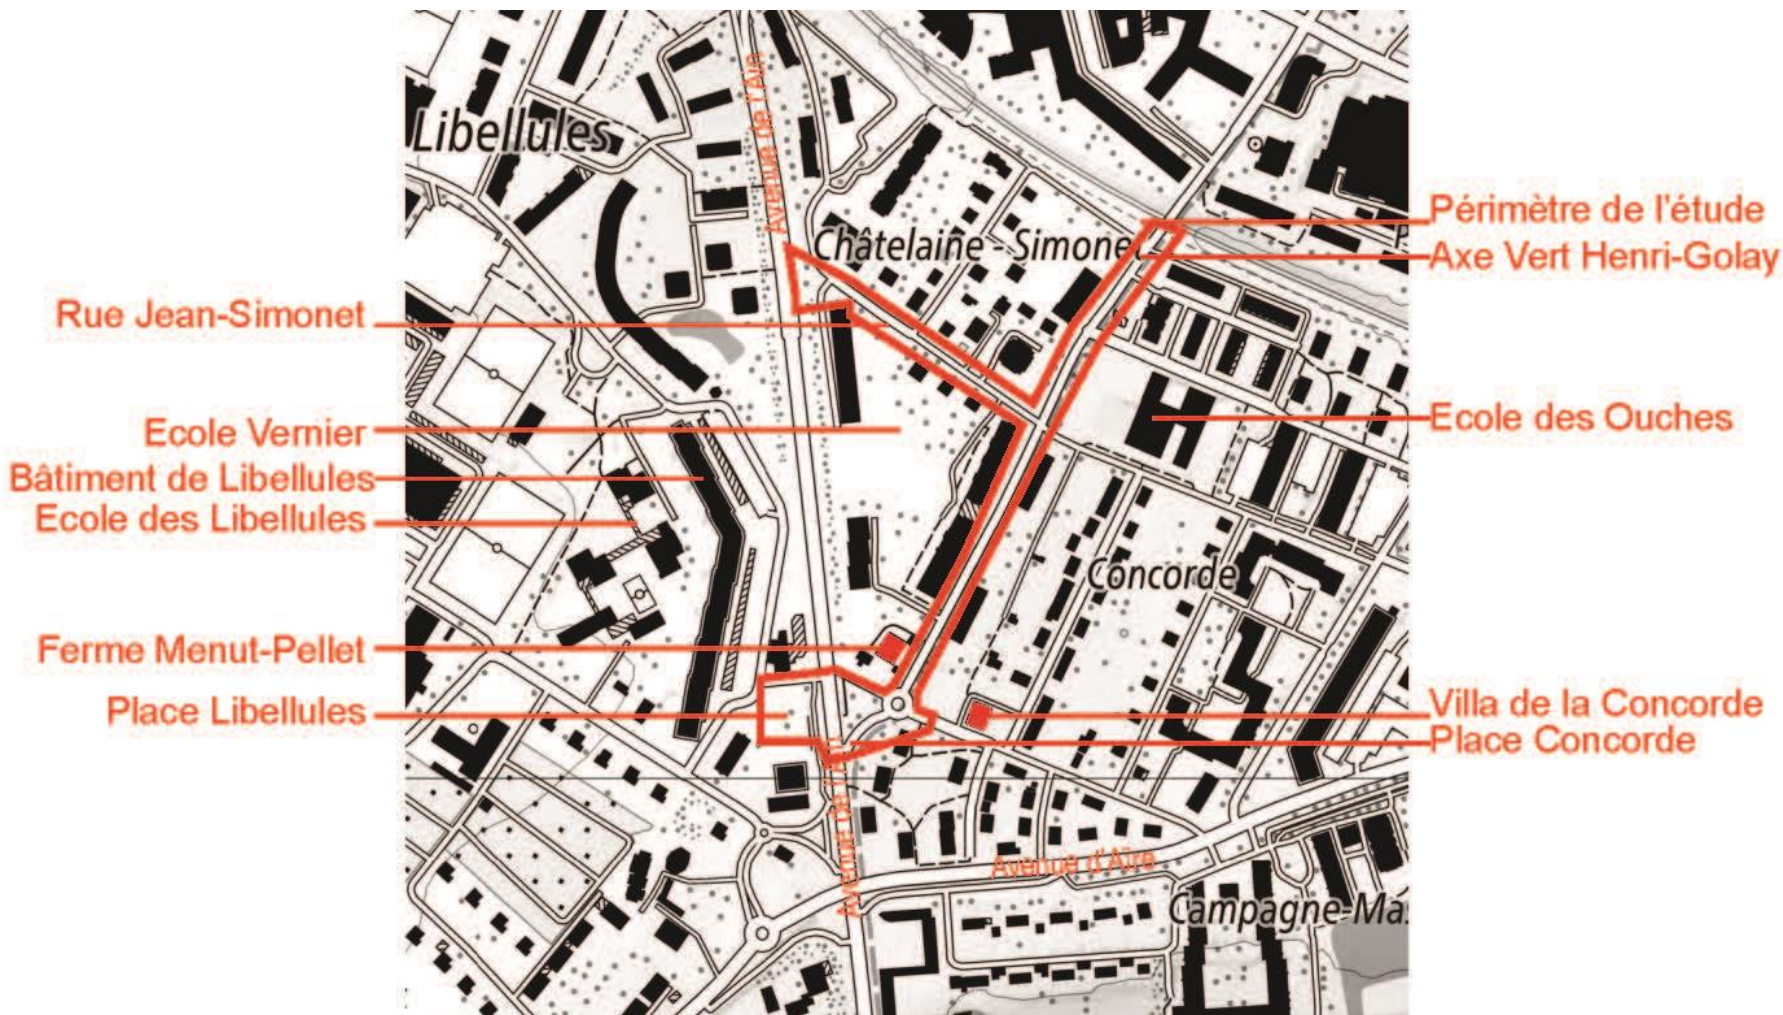 Libellules
Avenue de l'Ain
Châtelaine - Simonet
Périmètre de l'étude
Axe Vert Henri-Golay
Rue Jean-Simonet
Ecole des Ouches
Ecole Vernier
Bâtiment de Libellules
Ecole des Libellules
Concorde
Ferme Menut-Pellet
Place Libellules
Villa de la Concorde
Place Concorde
Avenue de l'Ain
Avenue d'Aïre
Campagne-Ma